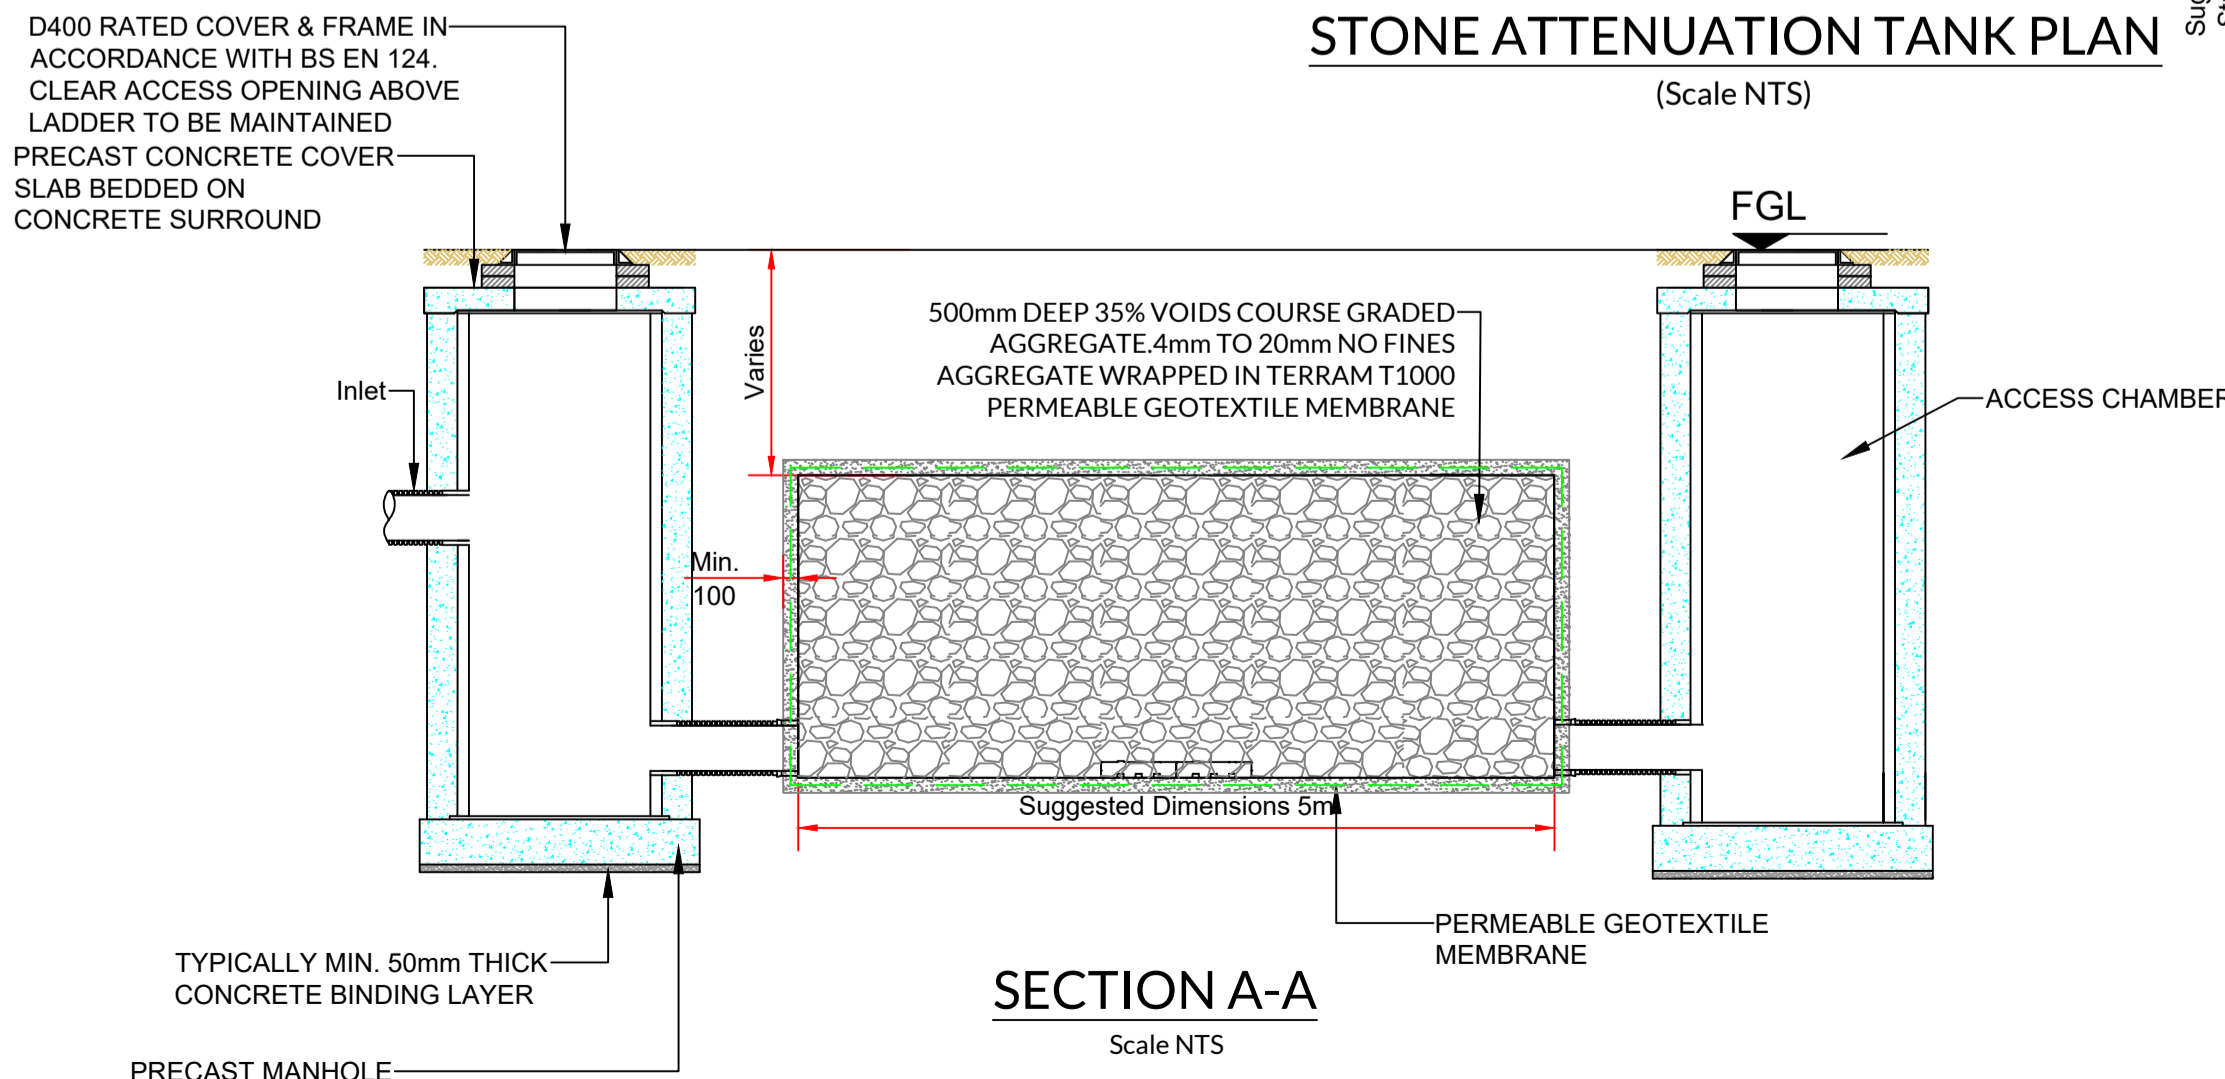 D400 RATED COVER & FRAME IN
ACCORDANCE WITH BS EN 124.
CLEAR ACCESS OPENING ABOVE
LADDER TO BE MAINTAINED
PRECAST CONCRETE COVER
SLAB BEDDED ON
CONCRETE SURROUND
STONE ATTENUATION TANK PLAN
(Scale NTS)
FGL
500mm DEEP 35% VOIDS COURSE GRADED
AGGREGATE.4mm TO 20mm NO FINES
AGGREGATE WRAPPED IN TERRAM T1000
PERMEABLE GEOTEXTILE MEMBRANE
Varies
Inlet
ACCESS CHAMBER
Min.
100
Suggested Dimensions 5m
PERMEABLE GEOTEXTILE
MEMBRANE
TYPICALLY MIN. 50mm THICK
CONCRETE BINDING LAYER
SECTION A-A
Scale NTS
PRECAST MANHOLE